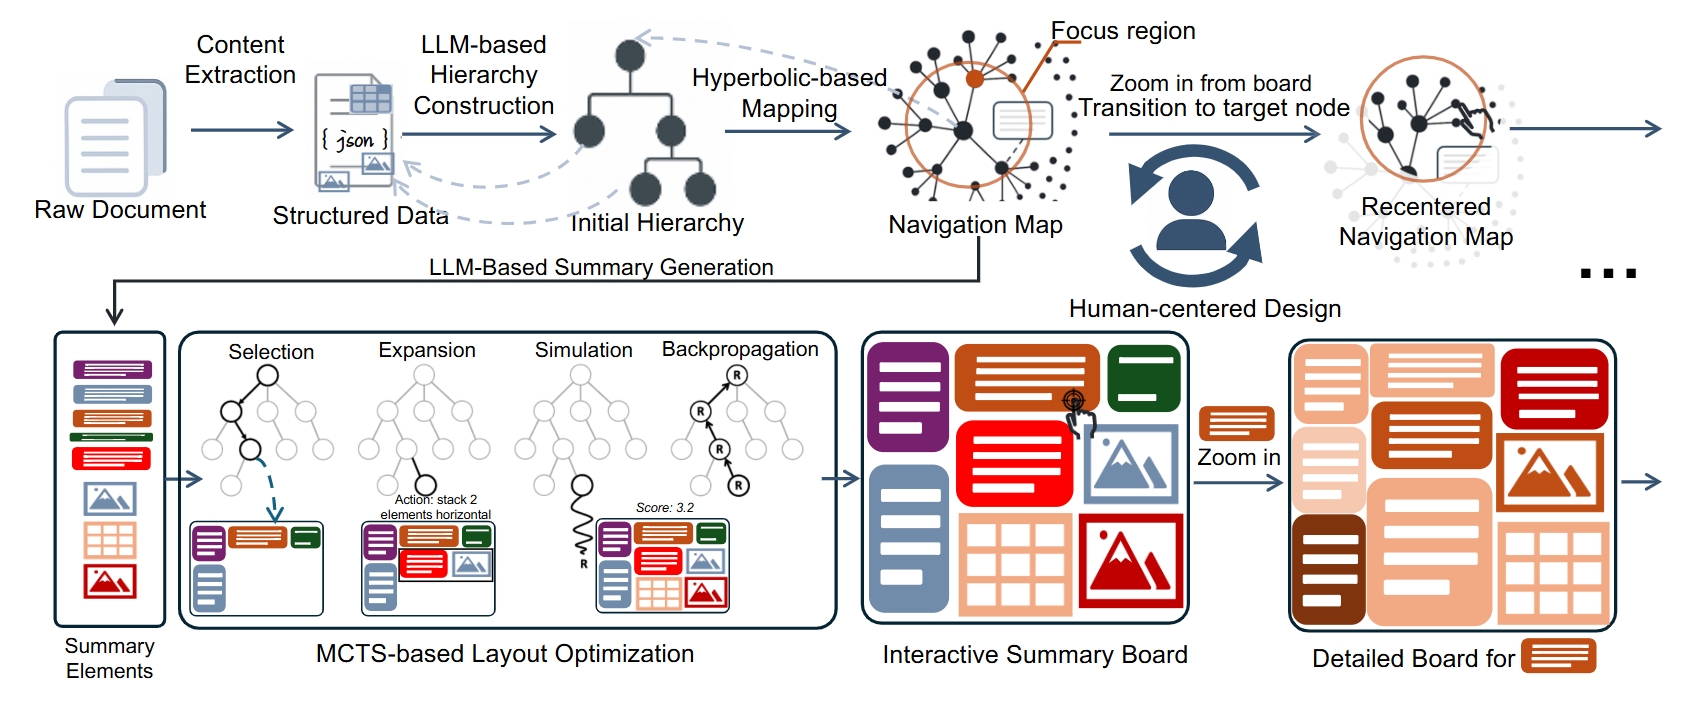 Content
Extraction
LLM-based
Hierarchy
Construction
Hyperbolic-based
Mapping
Focus region
Zoom in from board
Transition to target node
{ json }
Raw Document
Structured Data
Initial Hierarchy
Navigation Map
Recentered
Navigation Map
LLM-Based Summary Generation
Human-centered Design
...
Selection
Expansion
Simulation
Backpropagation
R
R
R
R
Action: stack 2
elements horizontal
Score: 3.2
R
Zoom in
Summary
Elements
MCTS-based Layout Optimization
Interactive Summary Board
Detailed Board for